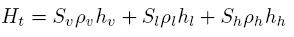 H_t = S_v ρ_v h_v + S_l ρ_l h_l + S_h ρ_h h_h